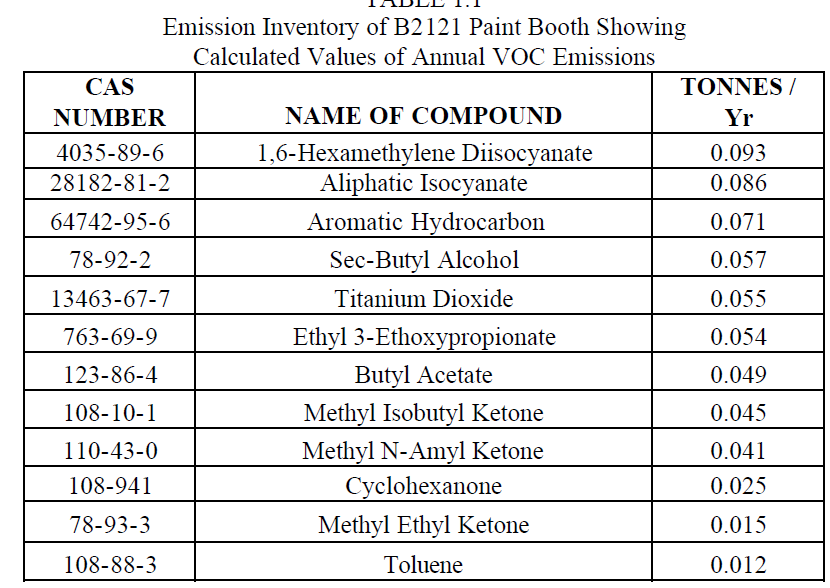 TABLE 1.1
Emission Inventory of B2121 Paint Booth Showing
Calculated Values of Annual VOC Emissions
CAS NUMBER NAME OF COMPOUND TONNES / Yr
4035-89-6 1,6-Hexamethylene Diisocyanate 0.093
28182-81-2 Aliphatic Isocyanate 0.086
64742-95-6 Aromatic Hydrocarbon 0.071
78-92-2 Sec-Butyl Alcohol 0.057
13463-67-7 Titanium Dioxide 0.055
763-69-9 Ethyl 3-Ethoxypropionate 0.054
123-86-4 Butyl Acetate 0.049
108-10-1 Methyl Isobutyl Ketone 0.045
110-43-0 Methyl N-Amyl Ketone 0.041
108-941 Cyclohexanone 0.025
78-93-3 Methyl Ethyl Ketone 0.015
108-88-3 Toluene 0.012